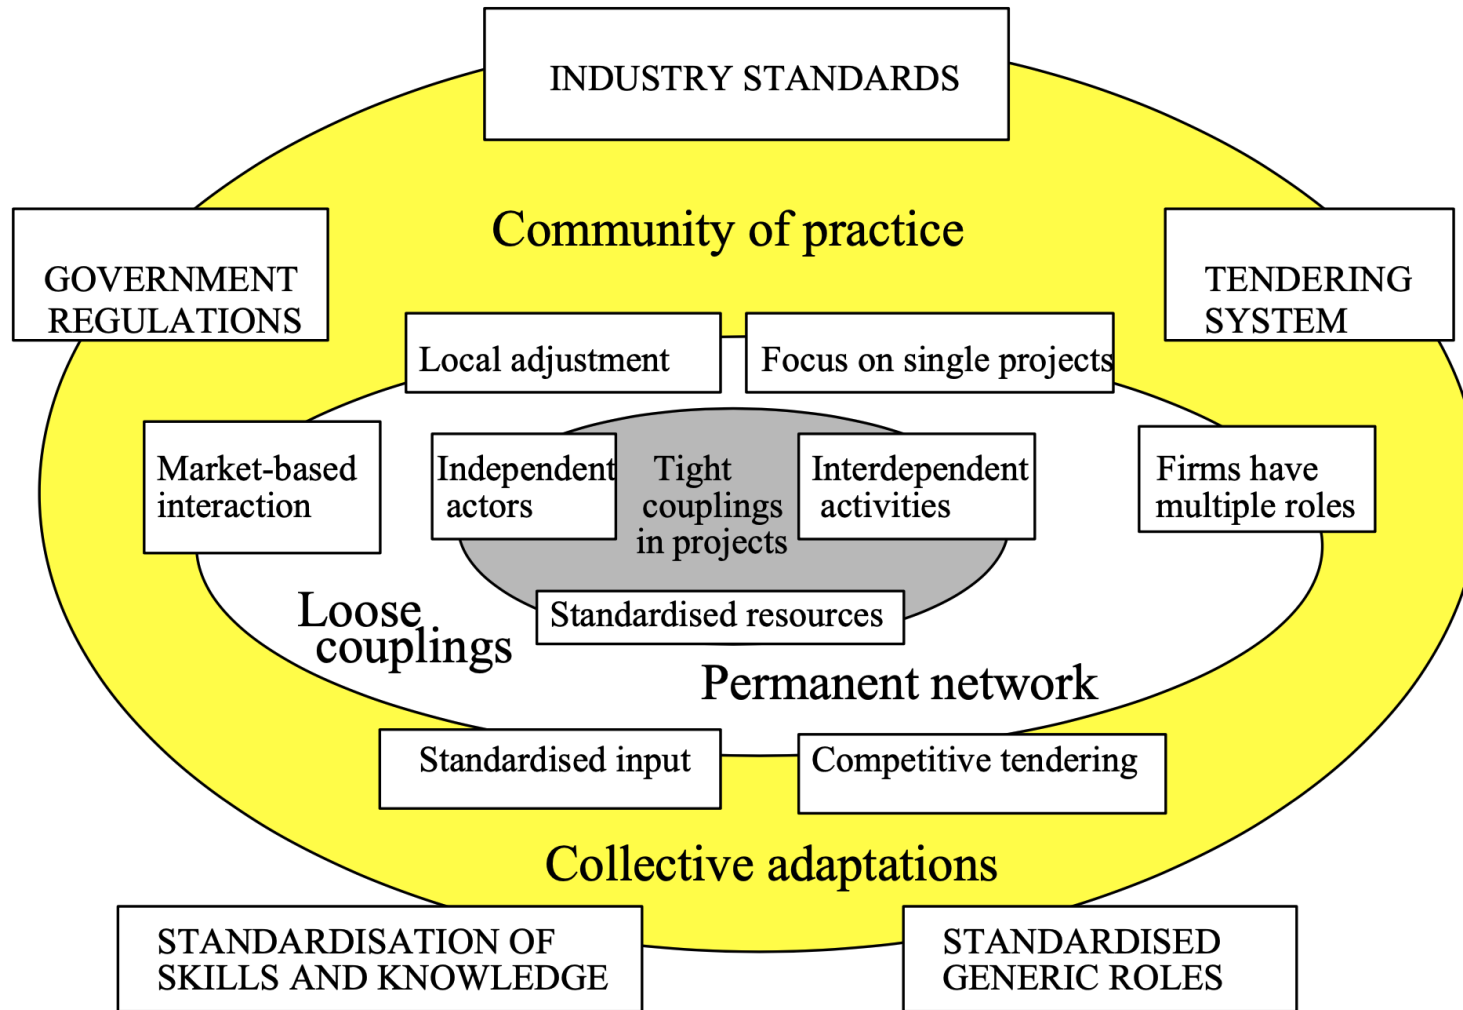 INDUSTRY STANDARDS
Community of practice
GOVERNMENT
REGULATIONS
TENDERING
SYSTEM
Local adjustment
Focus on single projects
Market-based
interaction
Independent
actors
Tight
couplings
in projects
Interdependent
activities
Firms have
multiple roles
Loose
couplings
Standardised resources
Permanent network
Standardised input
Competitive tendering
Collective adaptations
STANDARDISATION OF
SKILLS AND KNOWLEDGE
STANDARDISED
GENERIC ROLES